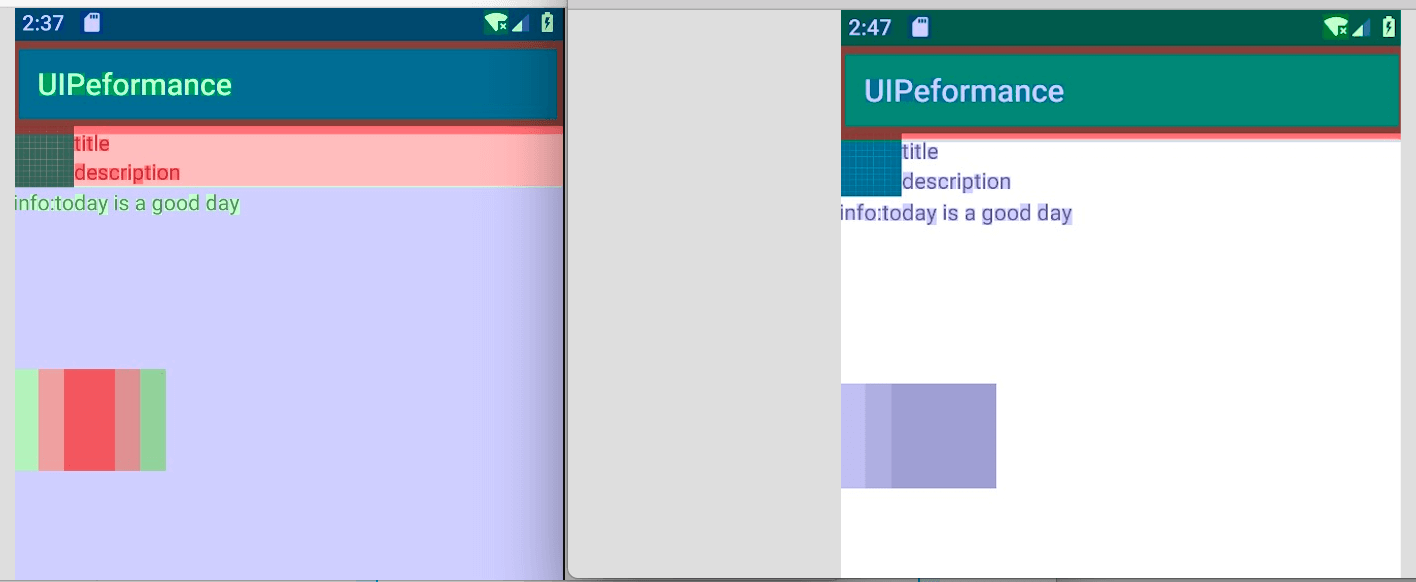 2:37
UIPeformance
title
description
info:today is a good day
2:47
UIPeformance
title
description
info:today is a good day